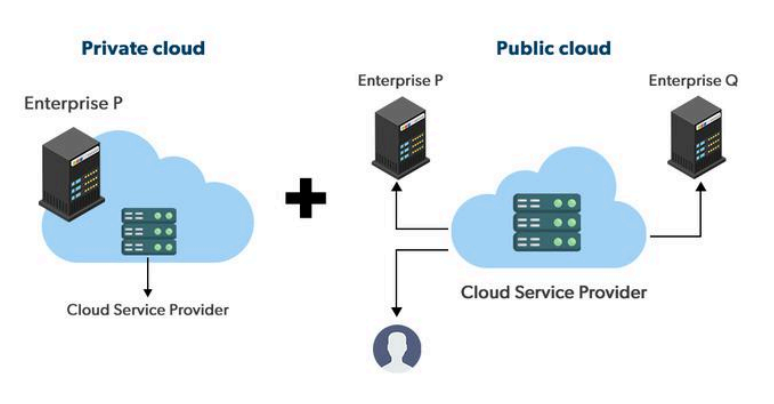 Private cloud
Public cloud
Enterprise P
Enterprise P
Enterprise Q
Cloud Service Provider
Cloud Service Provider